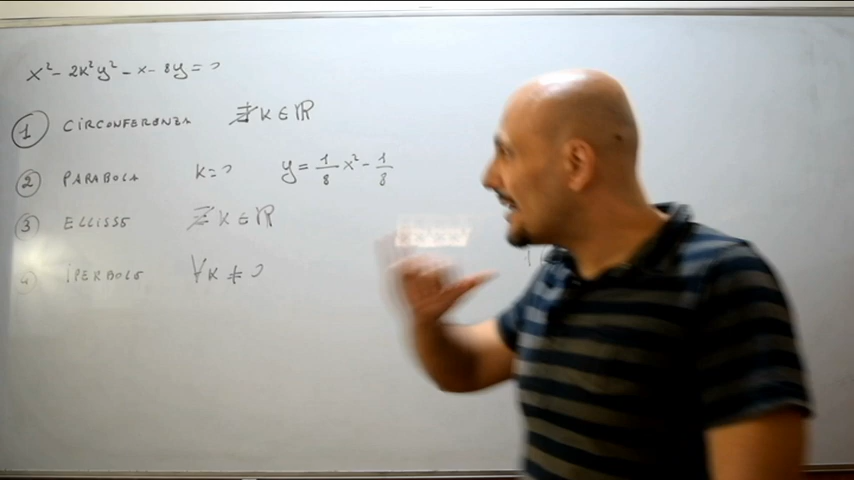 x² - 2k²y² - x - 8y = 0
1 CIRCONFERENZA ∄ K ∈ ℝ
2 PARABOLA K = 0 y = 1/8 x² - 1/8
3 ELLISSE ∄ K ∈ ℝ
4 IPERBOLE ∀ K ≠ 0